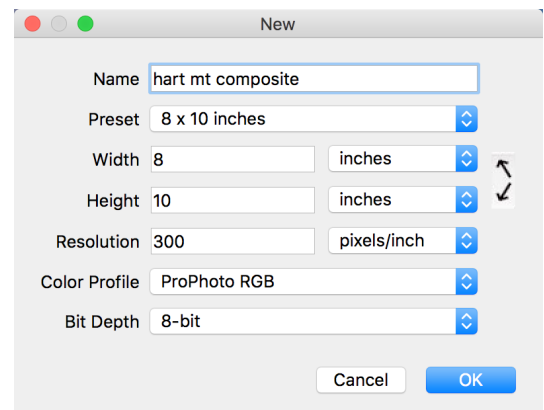 New
Name hart mt composite
Preset 8 x 10 inches
Width 8 inches
Height 10 inches
Resolution 300 pixels/inch
Color Profile ProPhoto RGB
Bit Depth 8-bit
Cancel OK